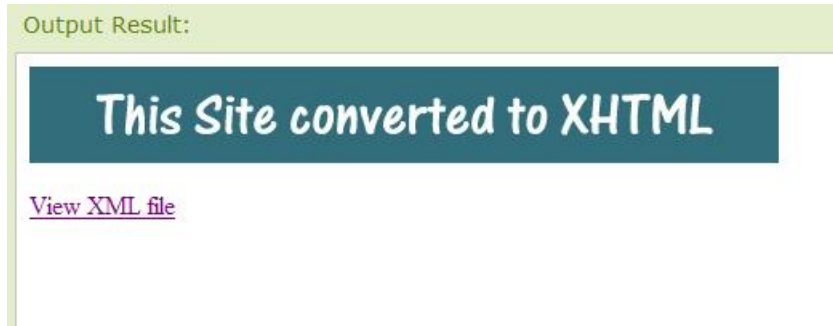 Output Result:
This Site converted to XHTML
View XML file